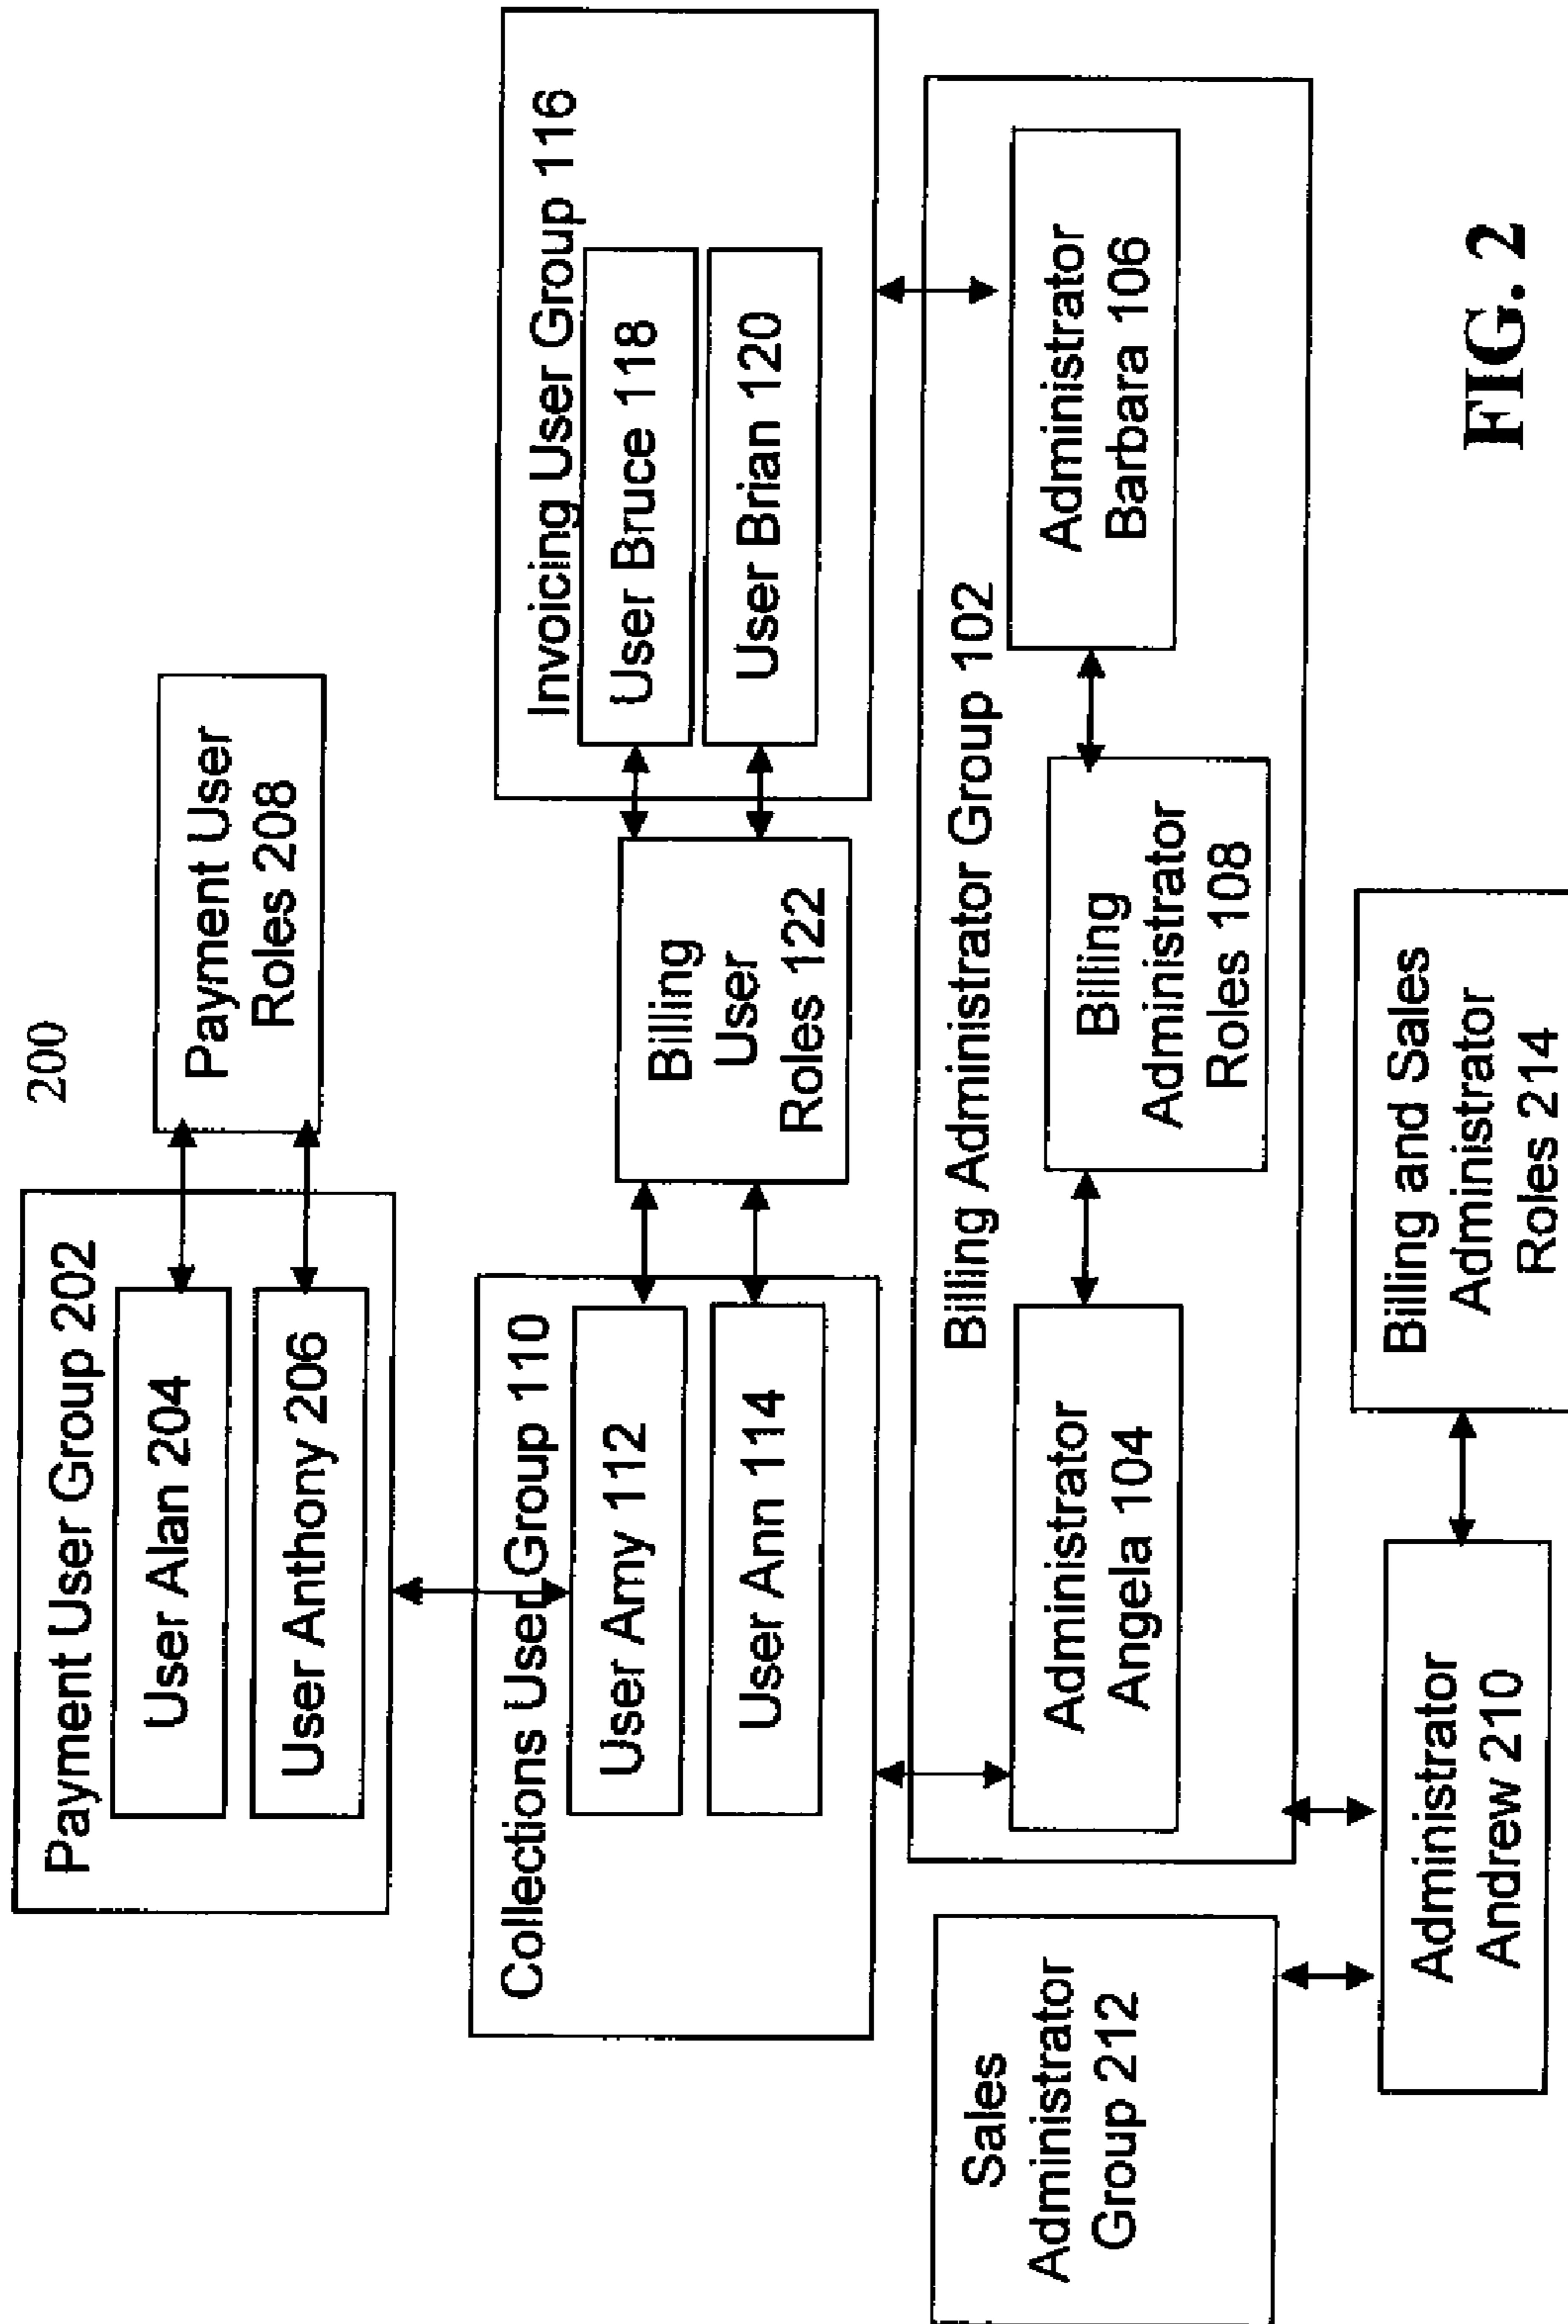 200
Payment User Group 202
User Alan 204
User Anthony 206
Payment User
Roles 208
Collections User Group 110
User Amy 112
User Ann 114
Billing
User
Roles 122
Invoicing User Group 116
User Bruce 118
User Brian 120
Billing Administrator Group 102
Administrator
Angela 104
Billing
Administrator
Roles 108
Administrator
Barbara 106
Sales
Administrator
Group 212
Administrator
Andrew 210
Billing and Sales
Administrator
Roles 214
FIG. 2